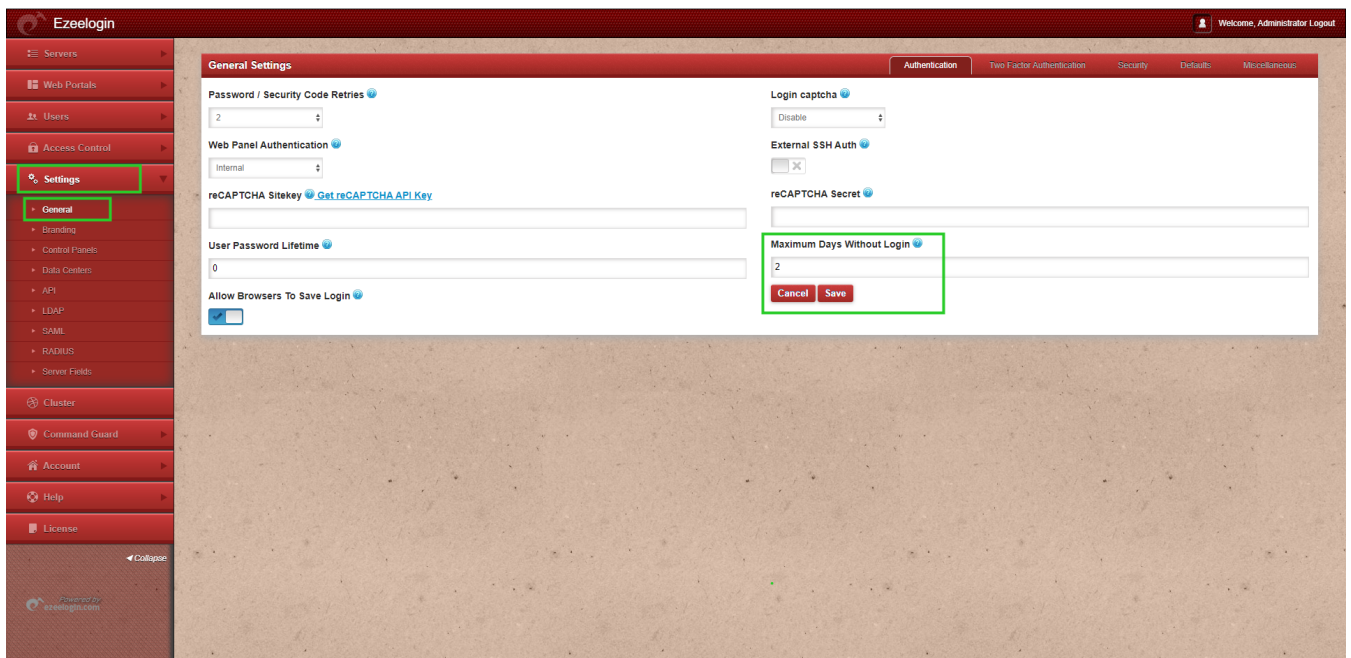 Ezeelogin
Welcome, Administrator Logout
Servers
Web Portals
Users
Access Control
Settings
General
Branding
Control Panels
Data Centers
API
LDAP
SAML
RADIUS
Server Fields
Cluster
Command Guard
Account
Help
License
Collapse
Powered by
ezeelogin.com
General Settings
Authentication
Two Factor Authentication
Security
Defaults
Miscellaneous
Password / Security Code Retries
2
Login captcha
Disable
Web Panel Authentication
Internal
External SSH Auth
reCAPTCHA Sitekey Get reCAPTCHA API Key
reCAPTCHA Secret
User Password Lifetime
0
Maximum Days Without Login
2
Allow Browsers To Save Login
Cancel Save